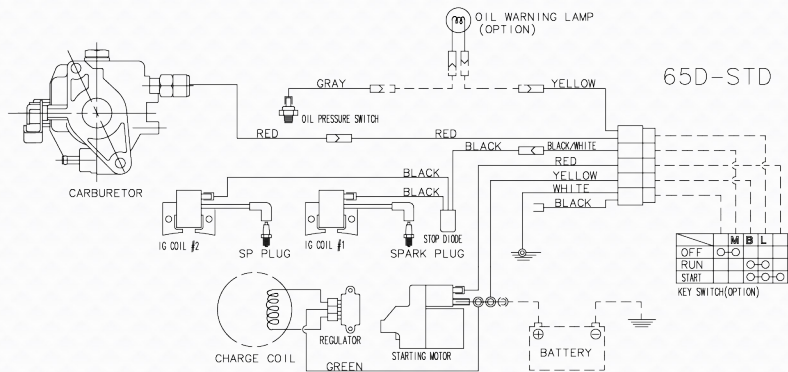 OIL WARNING LAMP
(OPTION)
65D-STD
GRAY
YELLOW
OIL PRESSURE SWITCH
RED
RED
BLACK
BLACK/WHITE
RED
YELLOW
WHITE
BLACK
CARBURETOR
BLACK
BLACK
IG COIL #2
SP PLUG
IG COIL #1
SPARK PLUG
STOP DIODE
M B L
OFF
RUN
START
KEY SWITCH(OPTION)
CHARGE COIL
REGULATOR
GREEN
STARTING MOTOR
+ −
BATTERY